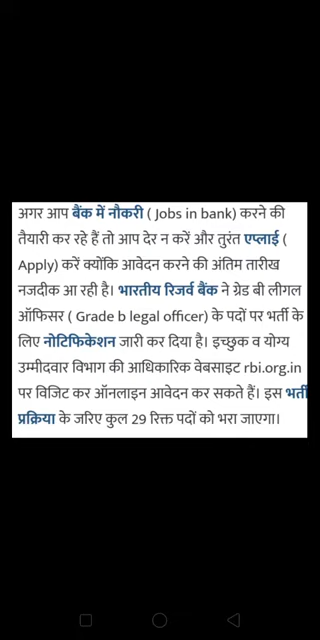 अगर आप बैंक में नौकरी ( Jobs in bank) करने की
तैयारी कर रहे हैं तो आप देर न करें और तुरंत एप्लाई (
Apply) करें क्योंकि आवेदन करने की अंतिम तारीख
नजदीक आ रही है। भारतीय रिजर्व बैंक ने ग्रेड बी लीगल
ऑफिसर ( Grade b legal officer) के पदों पर भर्ती के
लिए नोटिफिकेशन जारी कर दिया है। इच्छुक व योग्य
उम्मीदवार विभाग की आधिकारिक वेबसाइट rbi.org.in
पर विजिट कर ऑनलाइन आवेदन कर सकते हैं। इस भर्ती
प्रक्रिया के जरिए कुल 29 रिक्त पदों को भरा जाएगा।